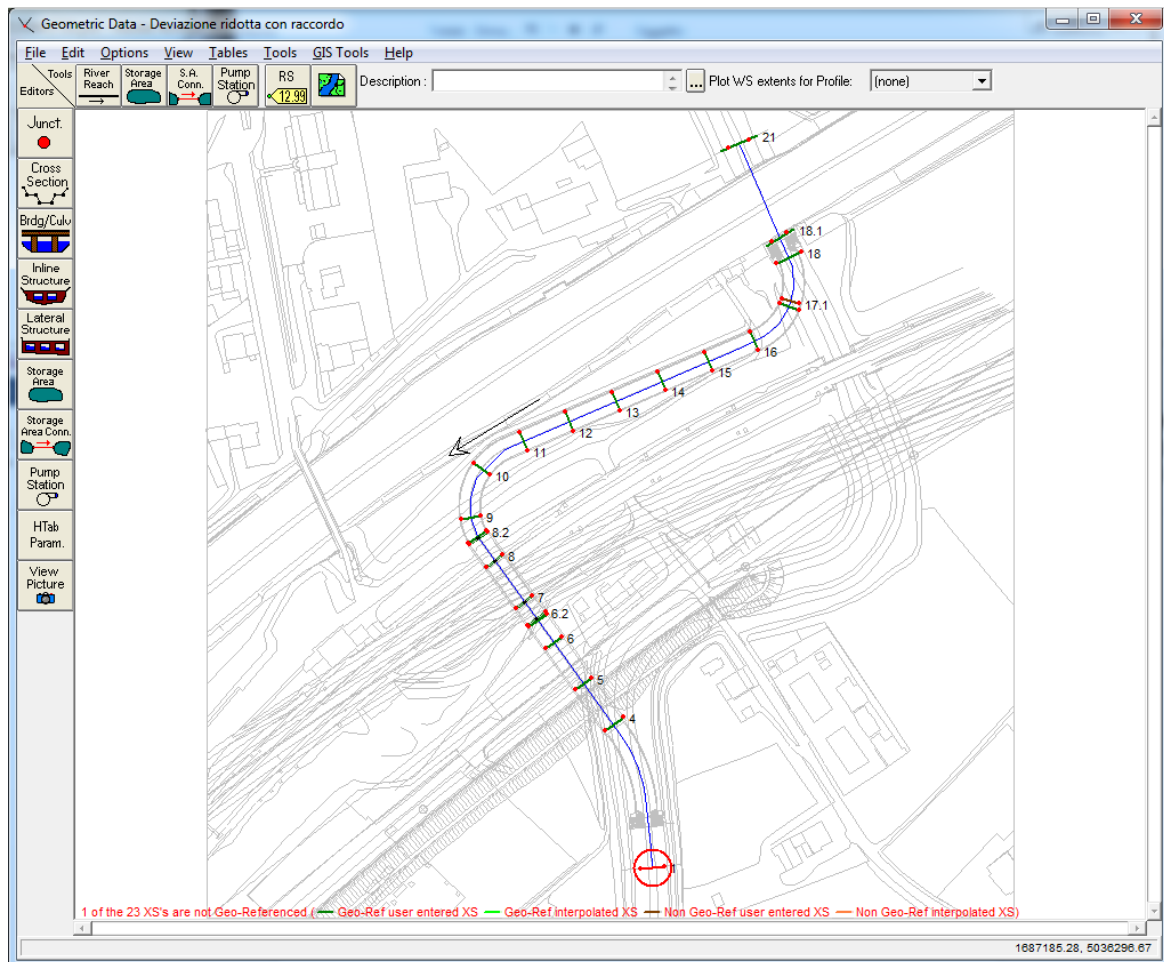 Geometric Data - Deviazione ridotta con raccordo
File Edit Options View Tables Tools GIS Tools Help
Tools
Editors
River
Reach
Storage
Area
S.A.
Conn.
Pump
Station
RS
12.99
Description :
...
Plot WS extents for Profile:
(none)
Junct.
Cross
Section
Brdg/Culv
Inline
Structure
Lateral
Structure
Storage
Area
Storage
Area Conn.
Pump
Station
HTab
Param.
View
Picture
21
18.1
18
17.1
16
15
14
13
12
11
10
9
8.2
8
7
6.2
6
5
4
1
1 of the 23 XS's are not Geo-Referenced ( Geo-Ref user entered XS Geo-Ref interpolated XS Non Geo-Ref user entered XS Non Geo-Ref interpolated XS)
1687185.28, 5036296.67